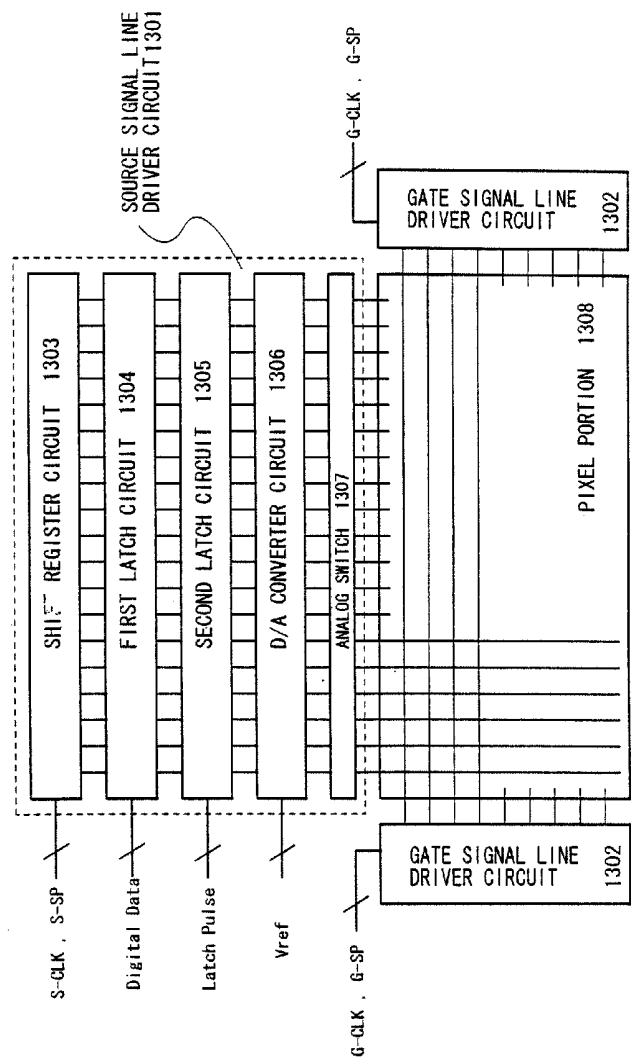 SOURCE SIGNAL LINE
DRIVER CIRCUIT 1301
S-CLK , S-SP
SHIFT REGISTER CIRCUIT 1303
Digital Data
FIRST LATCH CIRCUIT 1304
Latch Pulse
SECOND LATCH CIRCUIT 1305
Vref
D/A CONVERTER CIRCUIT 1306
ANALOG SWITCH 1307
G-CLK , G-SP
GATE SIGNAL LINE
DRIVER CIRCUIT
1302
PIXEL PORTION 1308
G-CLK , G-SP
GATE SIGNAL LINE
DRIVER CIRCUIT
1302